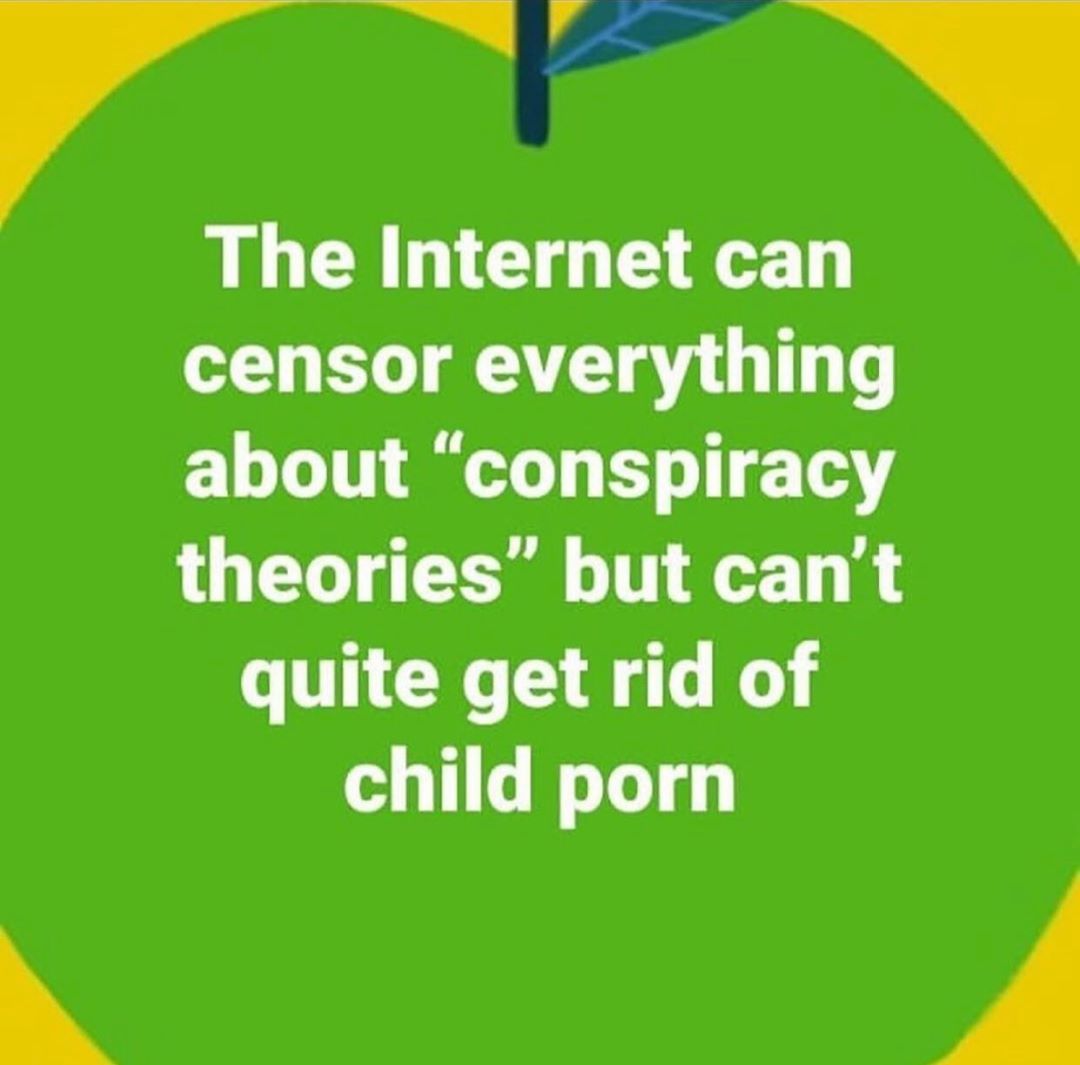 The Internet can
censor everything
about “conspiracy
theories” but can’t
quite get rid of
child porn